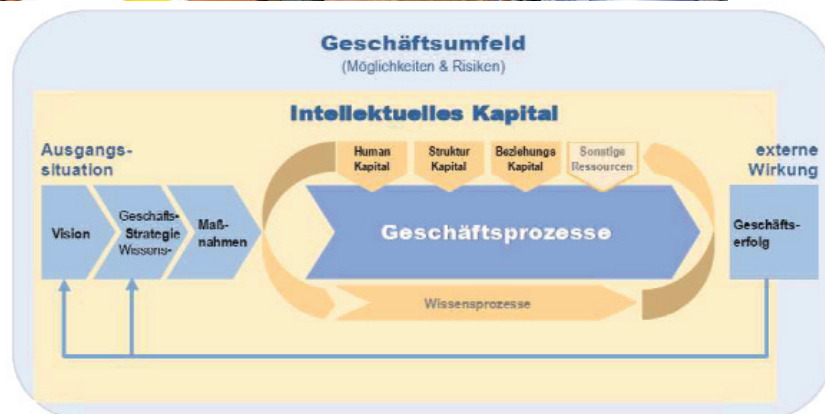 Geschäftsumfeld
(Möglichkeiten & Risiken)
Intellektuelles Kapital
Ausgangs-
situation
externe
Wirkung
Human
Kapital
Struktur
Kapital
Beziehungs
Kapital
Sonstige
Ressourcen
Vision
Geschäfts-
Strategie
Wissens-
Maß-
nahmen
Geschäftsprozesse
Geschäfts-
erfolg
Wissensprozesse